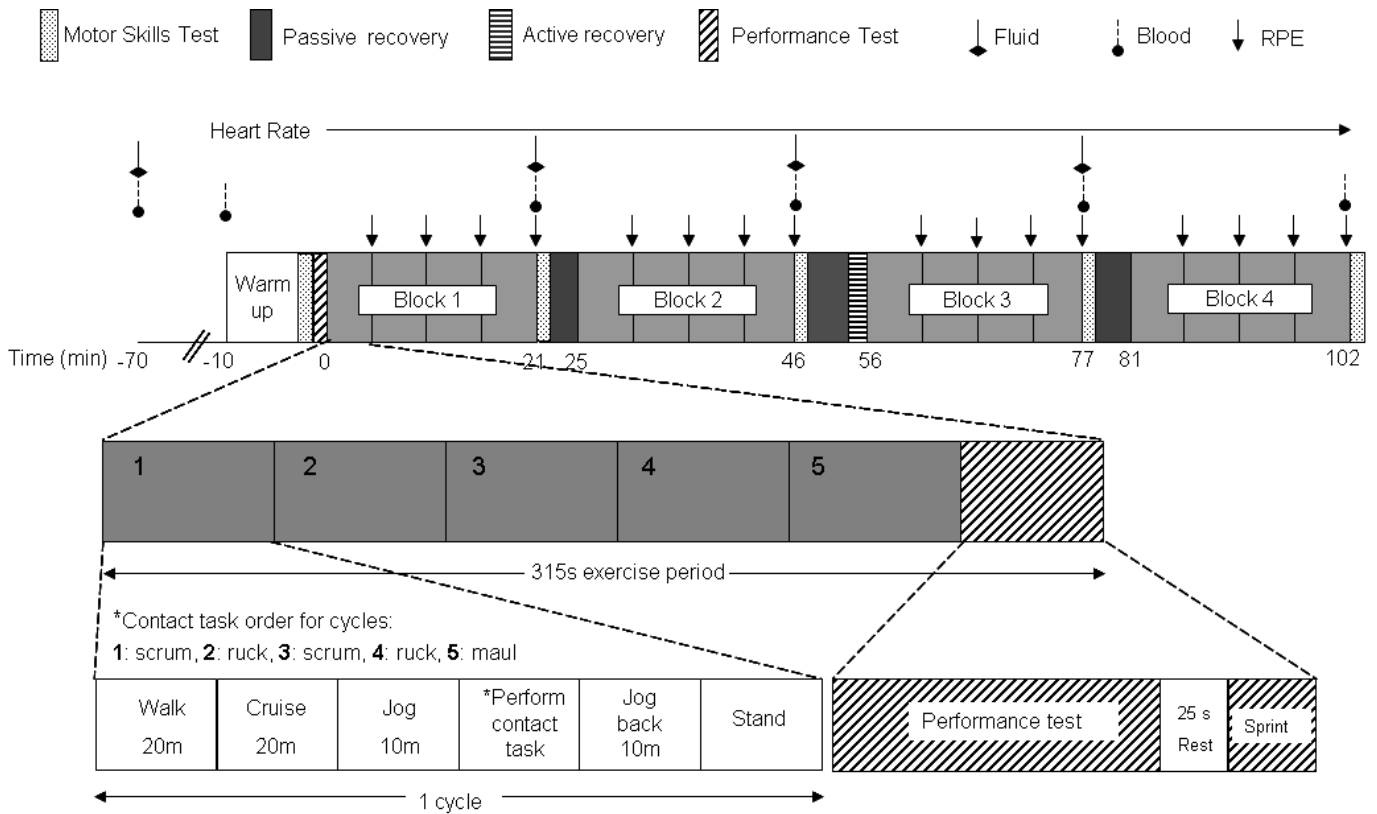 Motor Skills Test Passive recovery Active recovery Performance Test Fluid Blood RPE
Heart Rate
Warm
up
Block 1 Block 2 Block 3 Block 4
Time (min) -70 -10 0 21 25 46 56 77 81 102
1 2 3 4 5
315s exercise period
*Contact task order for cycles:
1: scrum, 2: ruck, 3: scrum, 4: ruck, 5: maul
Walk
20m
Cruise
20m
Jog
10m
*Perform
contact
task
Jog
back
10m
Stand
Performance test
25 s
Rest
Sprint
1 cycle